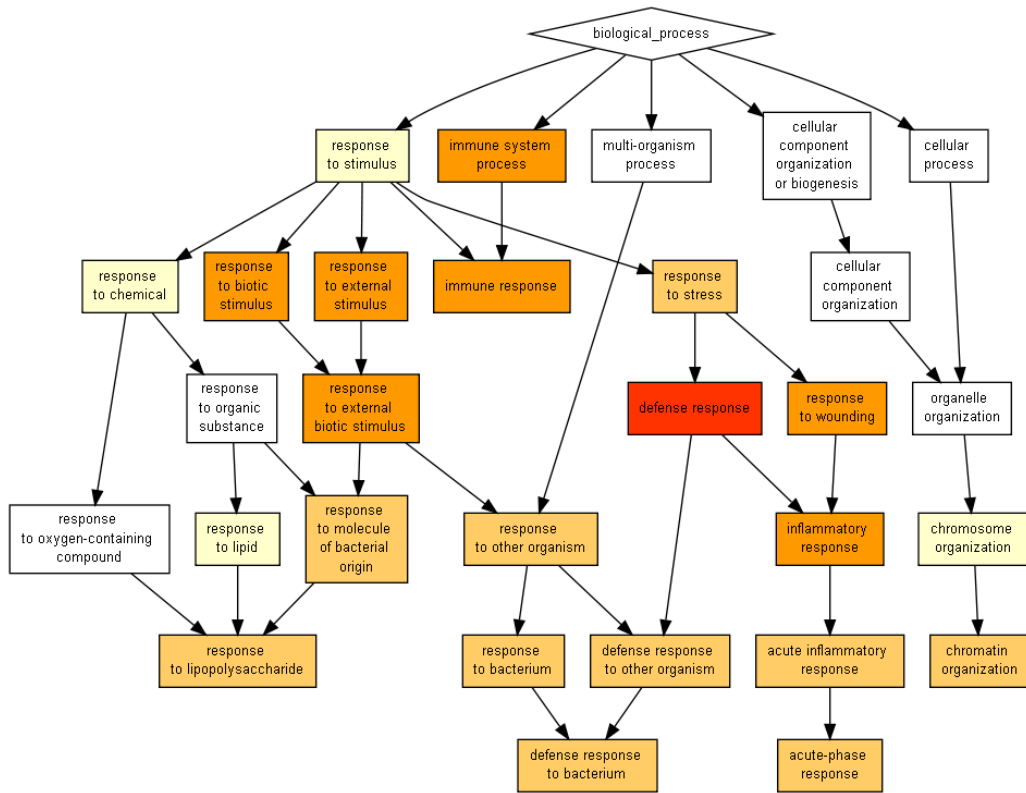 biological_process
response
to stimulus
immune system
process
multi-organism
process
cellular
component
organization
or biogenesis
cellular
process
response
to chemical
response
to biotic
stimulus
response
to external
stimulus
immune response
response
to stress
cellular
component
organization
response
to organic
substance
response
to external
biotic stimulus
defense response
response
to wounding
organelle
organization
response
to oxygen-containing
compound
response
to lipid
response
to molecule
of bacterial
origin
response
to other organism
inflammatory
response
chromosome
organization
response
to lipopolysaccharide
response
to bacterium
defense response
to other organism
acute inflammatory
response
chromatin
organization
defense response
to bacterium
acute-phase
response